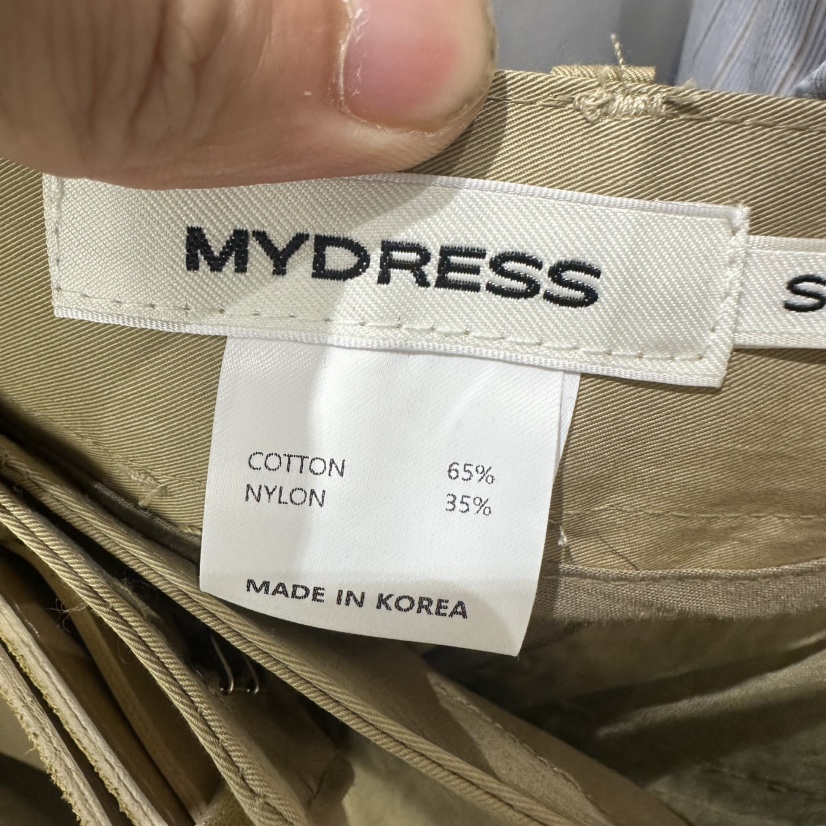 MYDRESS
S
COTTON 65%
NYLON 35%
MADE IN KOREA